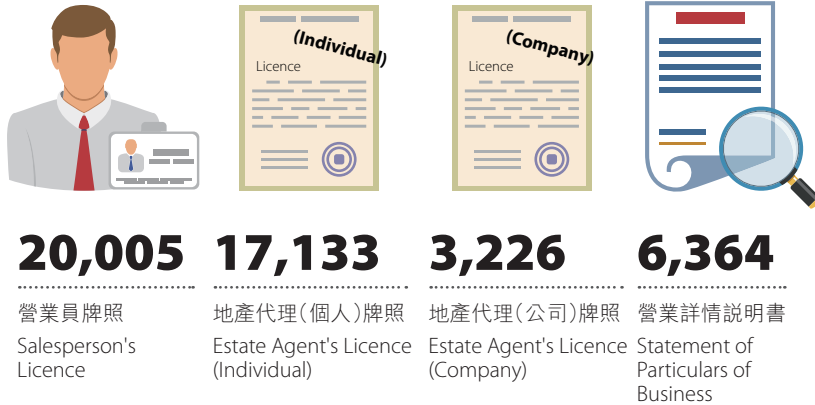 (Individual)
Licence
(Company)
Licence
20,005
營業員牌照
Salesperson's
Licence
17,133
地產代理(個人)牌照
Estate Agent's Licence
(Individual)
3,226
地產代理(公司)牌照
Estate Agent's Licence
(Company)
6,364
營業詳情説明書
Statement of
Particulars of
Business